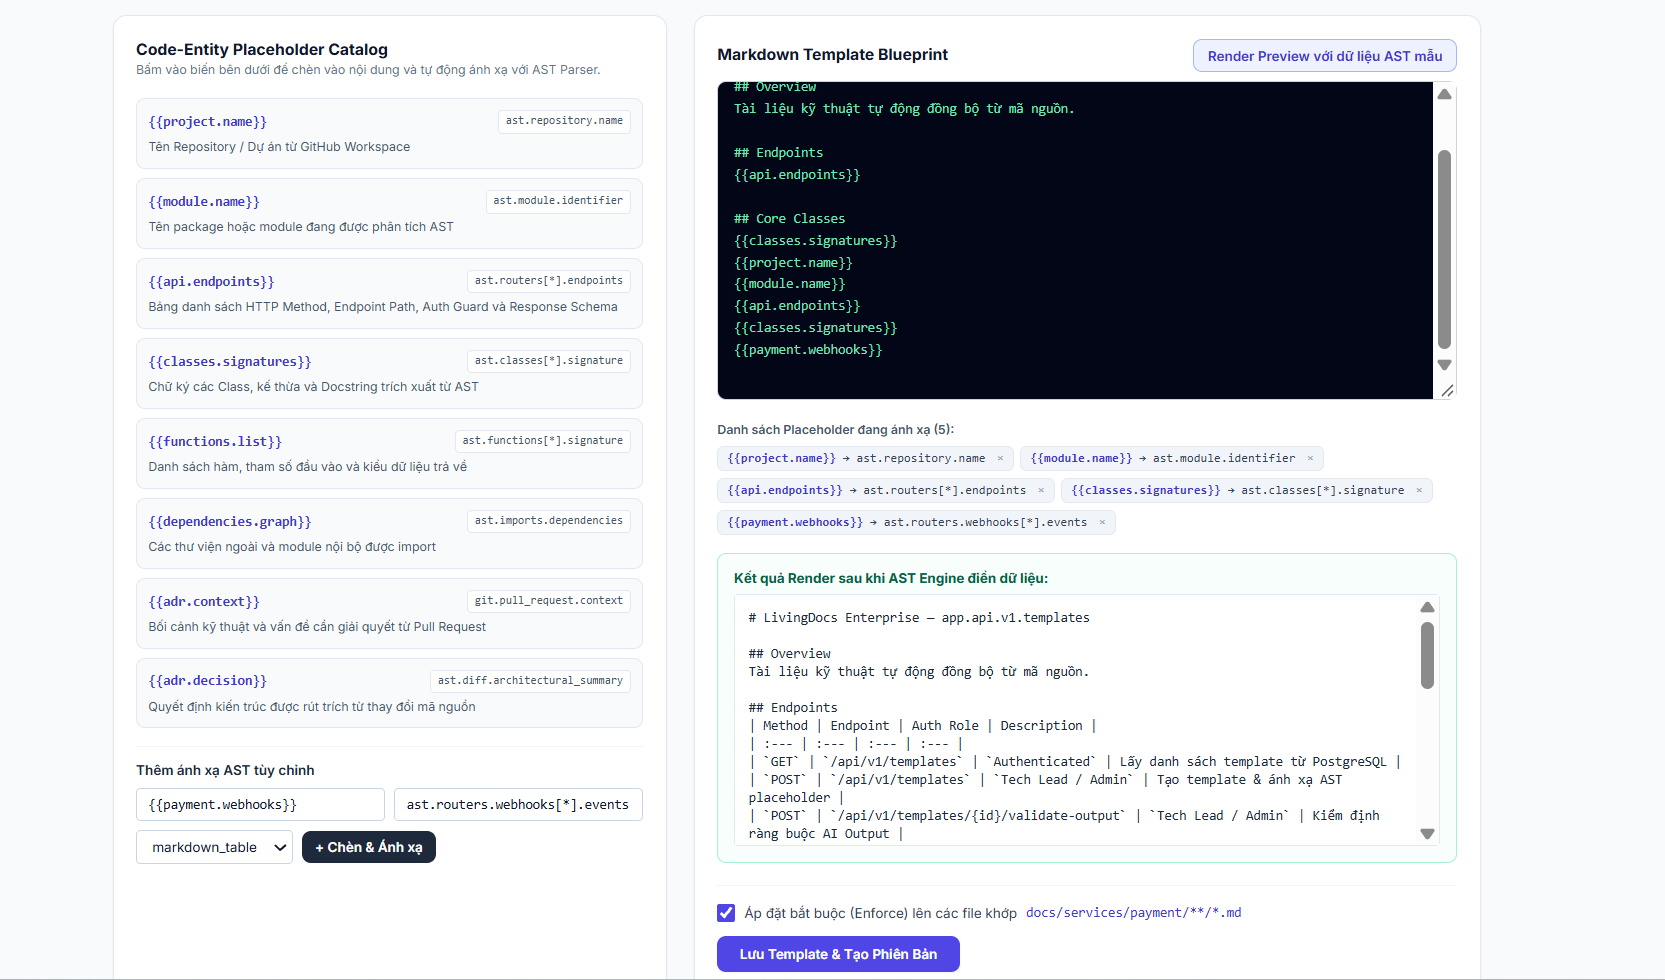 Code-Entity Placeholder Catalog
Bấm vào biến bên dưới để chèn vào nội dung và tự động ánh xạ với AST Parser.
{{project.name}}
ast.repository.name
Tên Repository / Dự án từ GitHub Workspace
{{module.name}}
ast.module.identifier
Tên package hoặc module đang được phân tích AST
{{api.endpoints}}
ast.routers[*].endpoints
Bảng danh sách HTTP Method, Endpoint Path, Auth Guard và Response Schema
{{classes.signatures}}
ast.classes[*].signature
Chữ ký các Class, kế thừa và Docstring trích xuất từ AST
{{functions.list}}
ast.functions[*].signature
Danh sách hàm, tham số đầu vào và kiểu dữ liệu trả về
{{dependencies.graph}}
ast.imports.dependencies
Các thư viện ngoài và module nội bộ được import
{{adr.context}}
git.pull_request.context
Bối cảnh kỹ thuật và vấn đề cần giải quyết từ Pull Request
{{adr.decision}}
ast.diff.architectural_summary
Quyết định kiến trúc được rút trích từ thay đổi mã nguồn
Thêm ánh xạ AST tùy chỉnh
{{payment.webhooks}}
ast.routers.webhooks[*].events
markdown_table
+ Chèn & Ánh xạ
Markdown Template Blueprint
Render Preview với dữ liệu AST mẫu
## Overview
Tài liệu kỹ thuật tự động đồng bộ từ mã nguồn.
## Endpoints
{{api.endpoints}}
## Core Classes
{{classes.signatures}}
{{project.name}}
{{module.name}}
{{api.endpoints}}
{{classes.signatures}}
{{payment.webhooks}}
Danh sách Placeholder đang ánh xạ (5):
{{project.name}} → ast.repository.name ×
{{module.name}} → ast.module.identifier ×
{{api.endpoints}} → ast.routers[*].endpoints ×
{{classes.signatures}} → ast.classes[*].signature ×
{{payment.webhooks}} → ast.routers.webhooks[*].events ×
Kết quả Render sau khi AST Engine điền dữ liệu:
# LivingDocs Enterprise — app.api.v1.templates
## Overview
Tài liệu kỹ thuật tự động đồng bộ từ mã nguồn.
## Endpoints
| Method | Endpoint | Auth Role | Description |
| :--- | :--- | :--- | :--- |
| `GET` | `/api/v1/templates` | `Authenticated` | Lấy danh sách template từ PostgreSQL |
| `POST` | `/api/v1/templates` | `Tech Lead / Admin` | Tạo template & ánh xạ AST
placeholder |
| `POST` | `/api/v1/templates/{id}/validate-output` | `Tech Lead / Admin` | Kiểm định
ràng buộc AI Output |
Áp đặt bắt buộc (Enforce) lên các file khớp docs/services/payment/**/*.md
Lưu Template & Tạo Phiên Bản